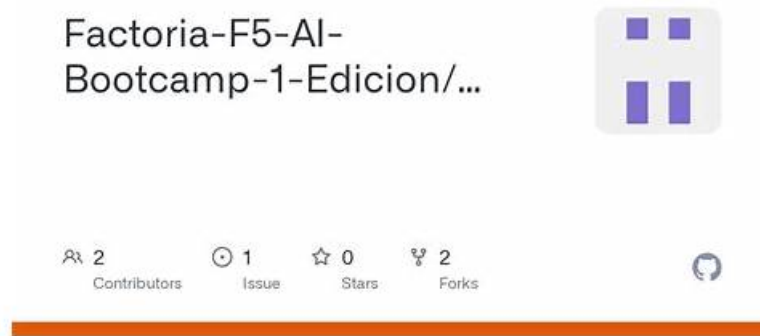 Factoria-F5-AI-
Bootcamp-1-Edicion/...
2
Contributors
1
Issue
0
Stars
2
Forks